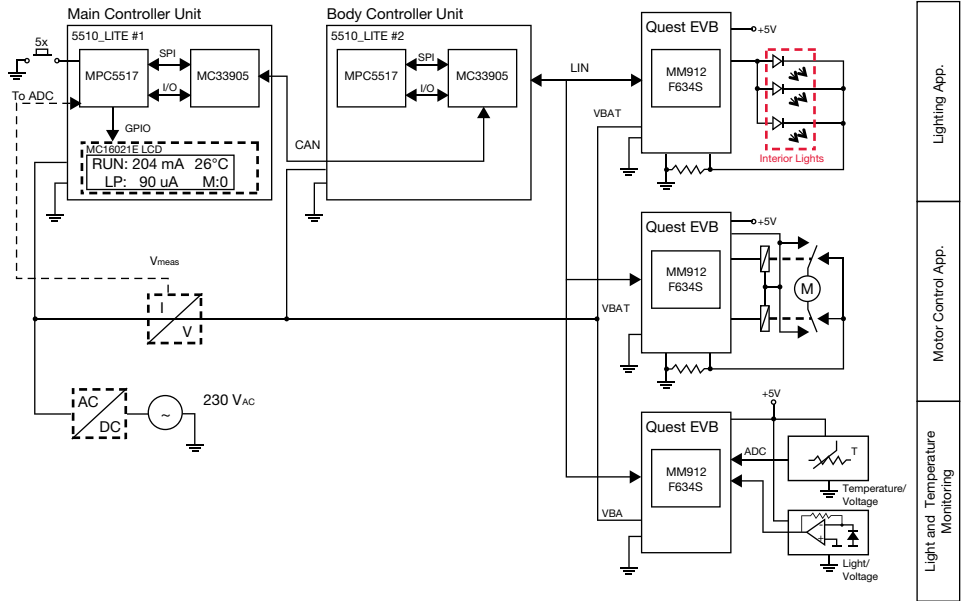 Main Controller Unit
5510_LITE #1
5x
MPC5517
SPI
I/O
MC33905
To ADC
GPIO
MC16021E LCD
RUN: 204 mA 26°C
LP: 90 uA M:0
Body Controller Unit
5510_LITE #2
MPC5517
SPI
I/O
MC33905
CAN
LIN
Vmeas
I
V
AC
DC
~
230 VAC
Quest EVB
+5V
MM912
F634S
VBAT
Interior Lights
Lighting App.
Quest EVB
+5V
MM912
F634S
VBAT
M
Motor Control App.
+5V
Quest EVB
MM912
F634S
ADC
VBA
T
Temperature/
Voltage
-
+
Light/
Voltage
Light and Temperature
Monitoring